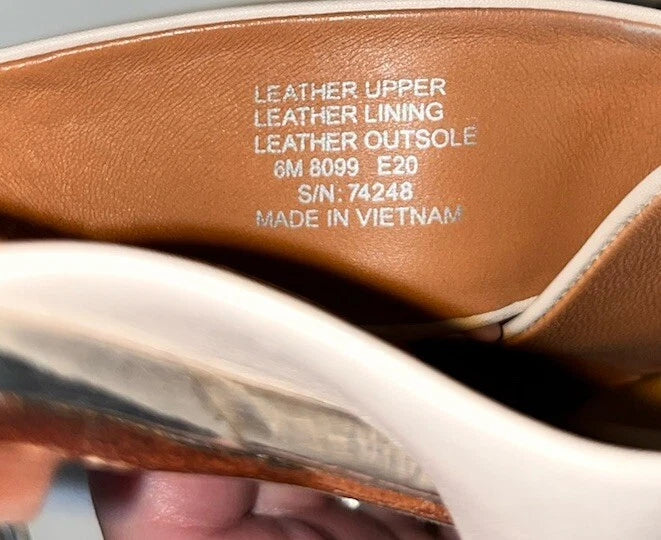 LEATHER UPPER
LEATHER LINING
LEATHER OUTSOLE
6M 8099 E20
S/N: 74248
MADE IN VIETNAM